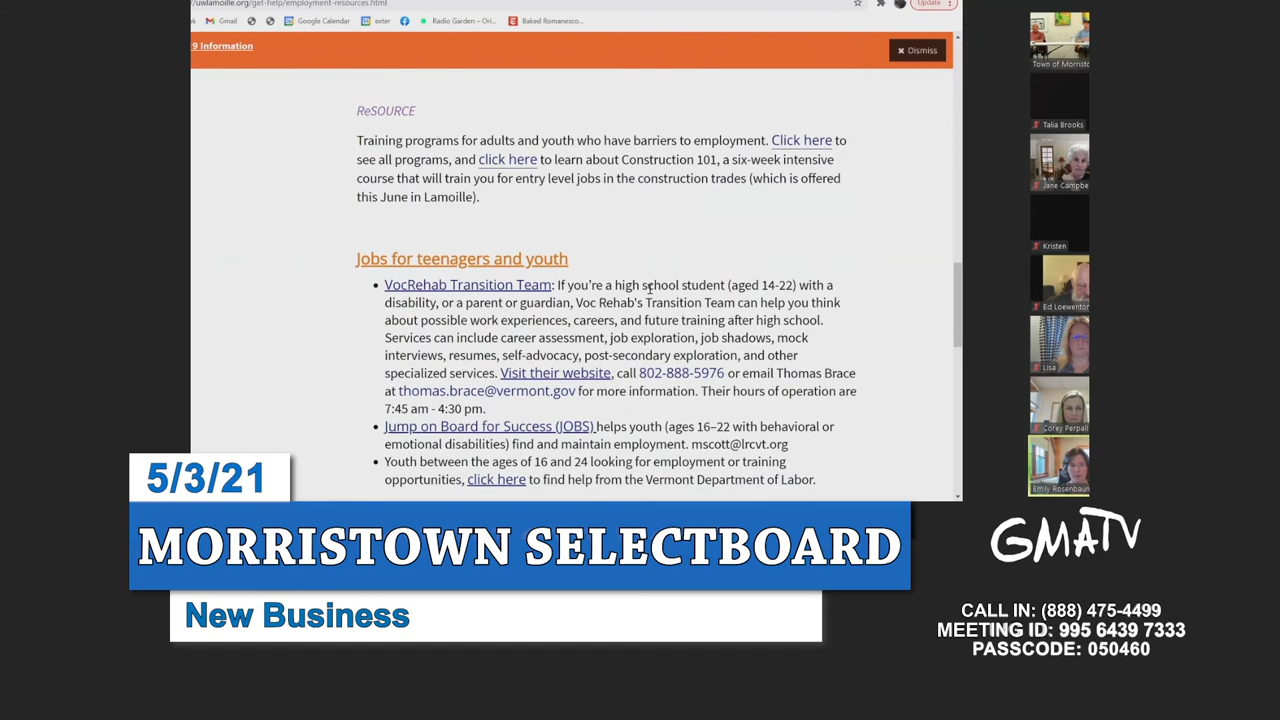 uwlamoille.org/get-help/employment-resources.html
Update
Gmail
Google Calendar
exter
Radio Garden – Ori...
Baked Romanesco...
9 Information
× Dismiss
ReSOURCE
Training programs for adults and youth who have barriers to employment. Click here to
see all programs, and click here to learn about Construction 101, a six-week intensive
course that will train you for entry level jobs in the construction trades (which is offered
this June in Lamoille).
Jobs for teenagers and youth
• VocRehab Transition Team: If you're a high school student (aged 14-22) with a
disability, or a parent or guardian, Voc Rehab's Transition Team can help you think
about possible work experiences, careers, and future training after high school.
Services can include career assessment, job exploration, job shadows, mock
interviews, resumes, self-advocacy, post-secondary exploration, and other
specialized services. Visit their website, call 802-888-5976 or email Thomas Brace
at thomas.brace@vermont.gov for more information. Their hours of operation are
7:45 am - 4:30 pm.
• Jump on Board for Success (JOBS) helps youth (ages 16–22 with behavioral or
emotional disabilities) find and maintain employment. mscott@lrcvt.org
• Youth between the ages of 16 and 24 looking for employment or training
opportunities, click here to find help from the Vermont Department of Labor.
Town of Morristo
Talia Brooks
Jane Campbe
Kristen
Ed Loewenton
Lisa
Corey Perpall
Emily Rosenbaum
5/3/21
MORRISTOWN SELECTBOARD
New Business
GMATV
CALL IN: (888) 475-4499
MEETING ID: 995 6439 7333
PASSCODE: 050460